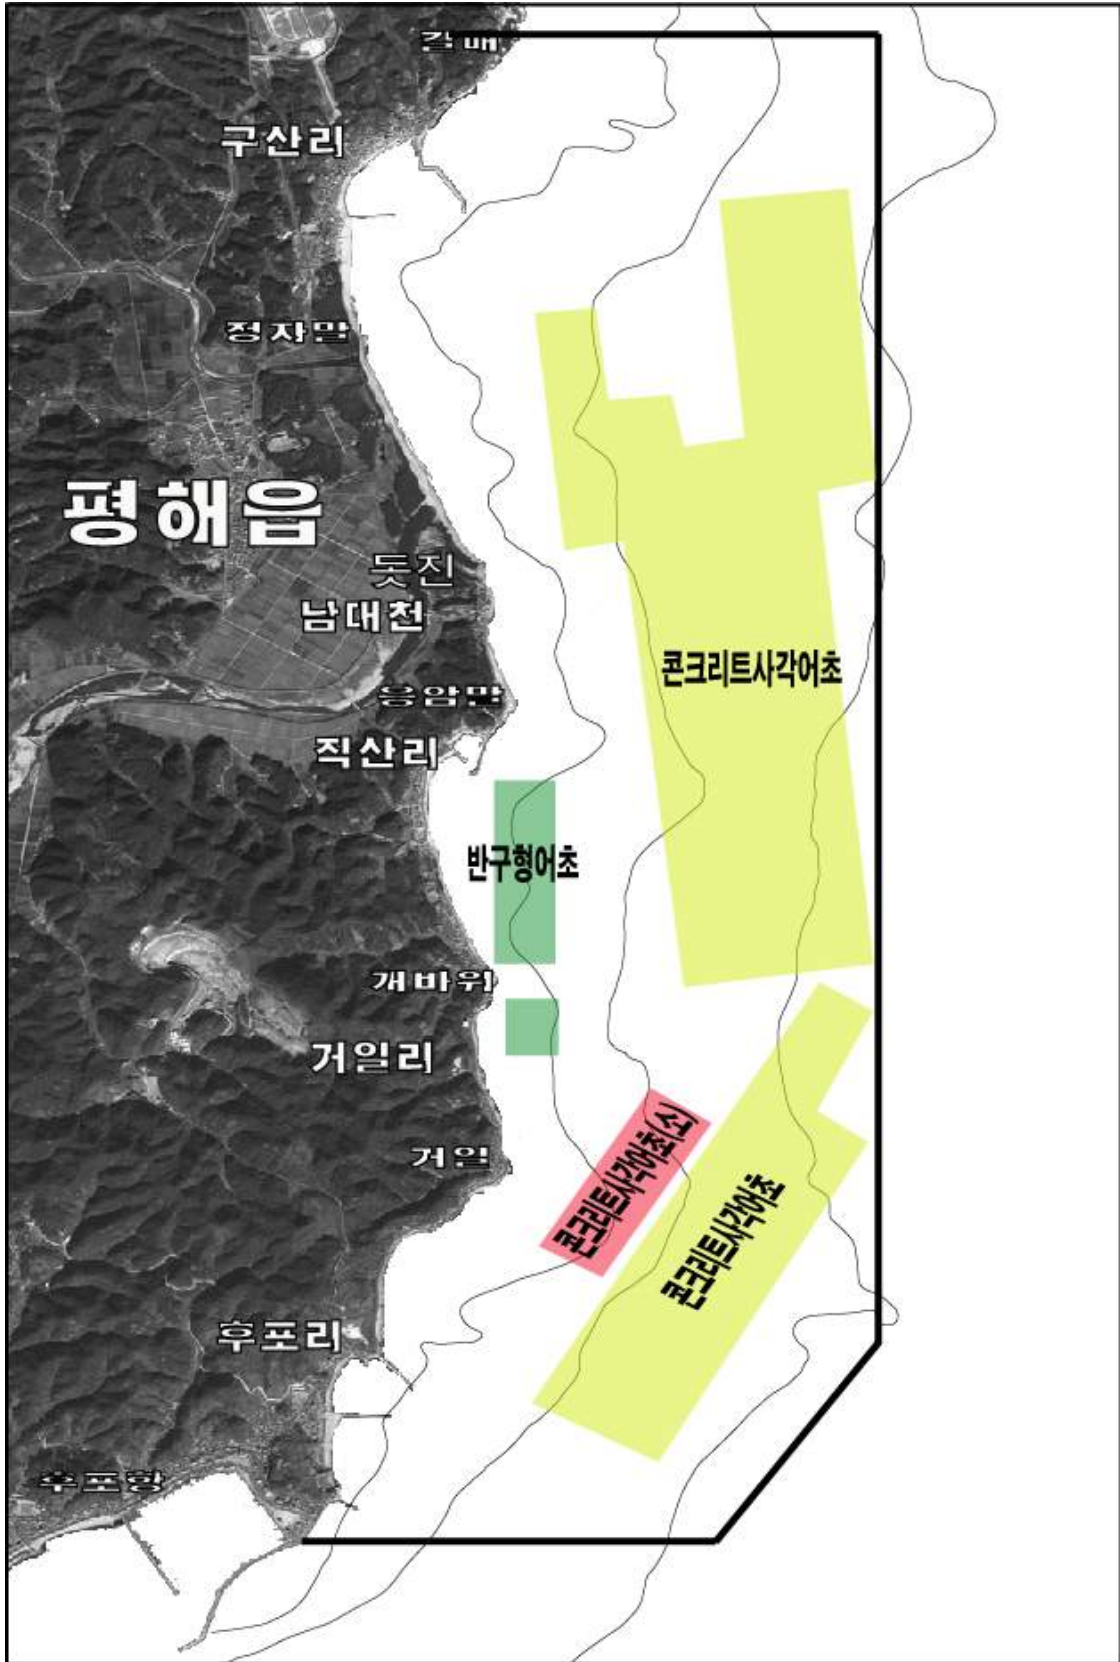 갈매
구산리
정자말
평해읍
돗진
남대천
콘크리트사각어초
응암말
직산리
반구형어초
개바위
거일리
콘크리트사각어초(소)
거일
콘크리트사각어초
후포리
후포항